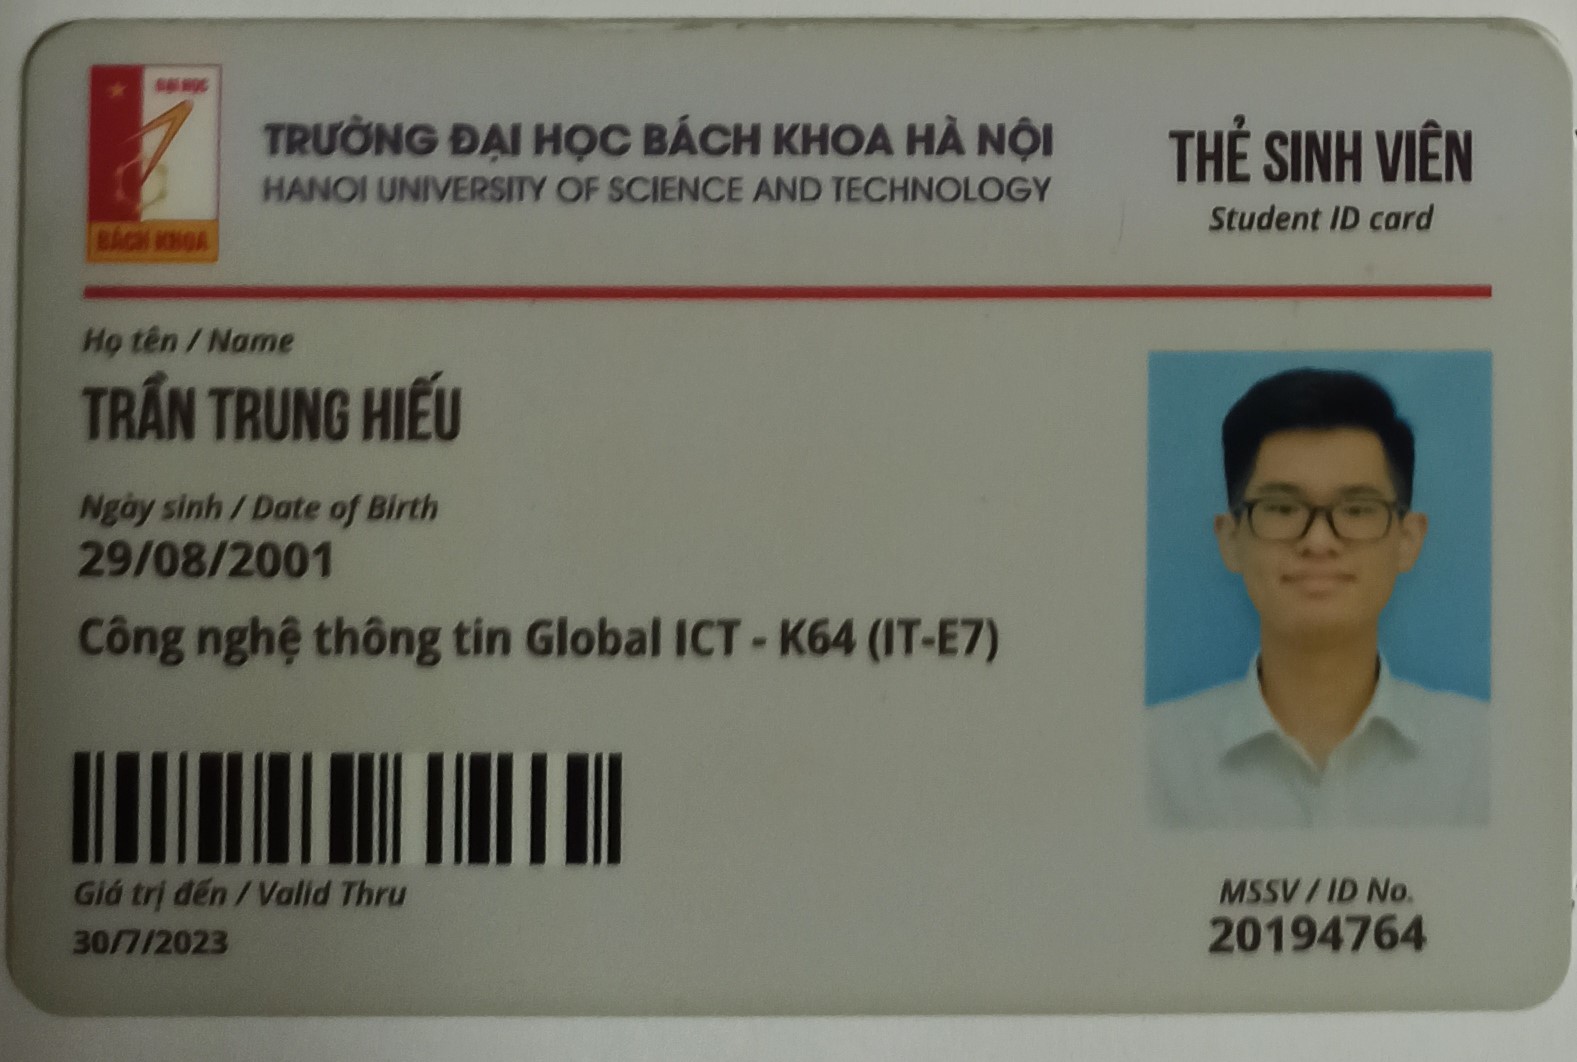 ĐẠI HỌC
BÁCH KHOA
TRƯỜNG ĐẠI HỌC BÁCH KHOA HÀ NỘI
HANOI UNIVERSITY OF SCIENCE AND TECHNOLOGY
THẺ SINH VIÊN
Student ID card
Họ tên / Name
TRẦN TRUNG HIẾU
Ngày sinh / Date of Birth
29/08/2001
Công nghệ thông tin Global ICT - K64 (IT-E7)
Giá trị đến / Valid Thru
30/7/2023
MSSV / ID No.
20194764